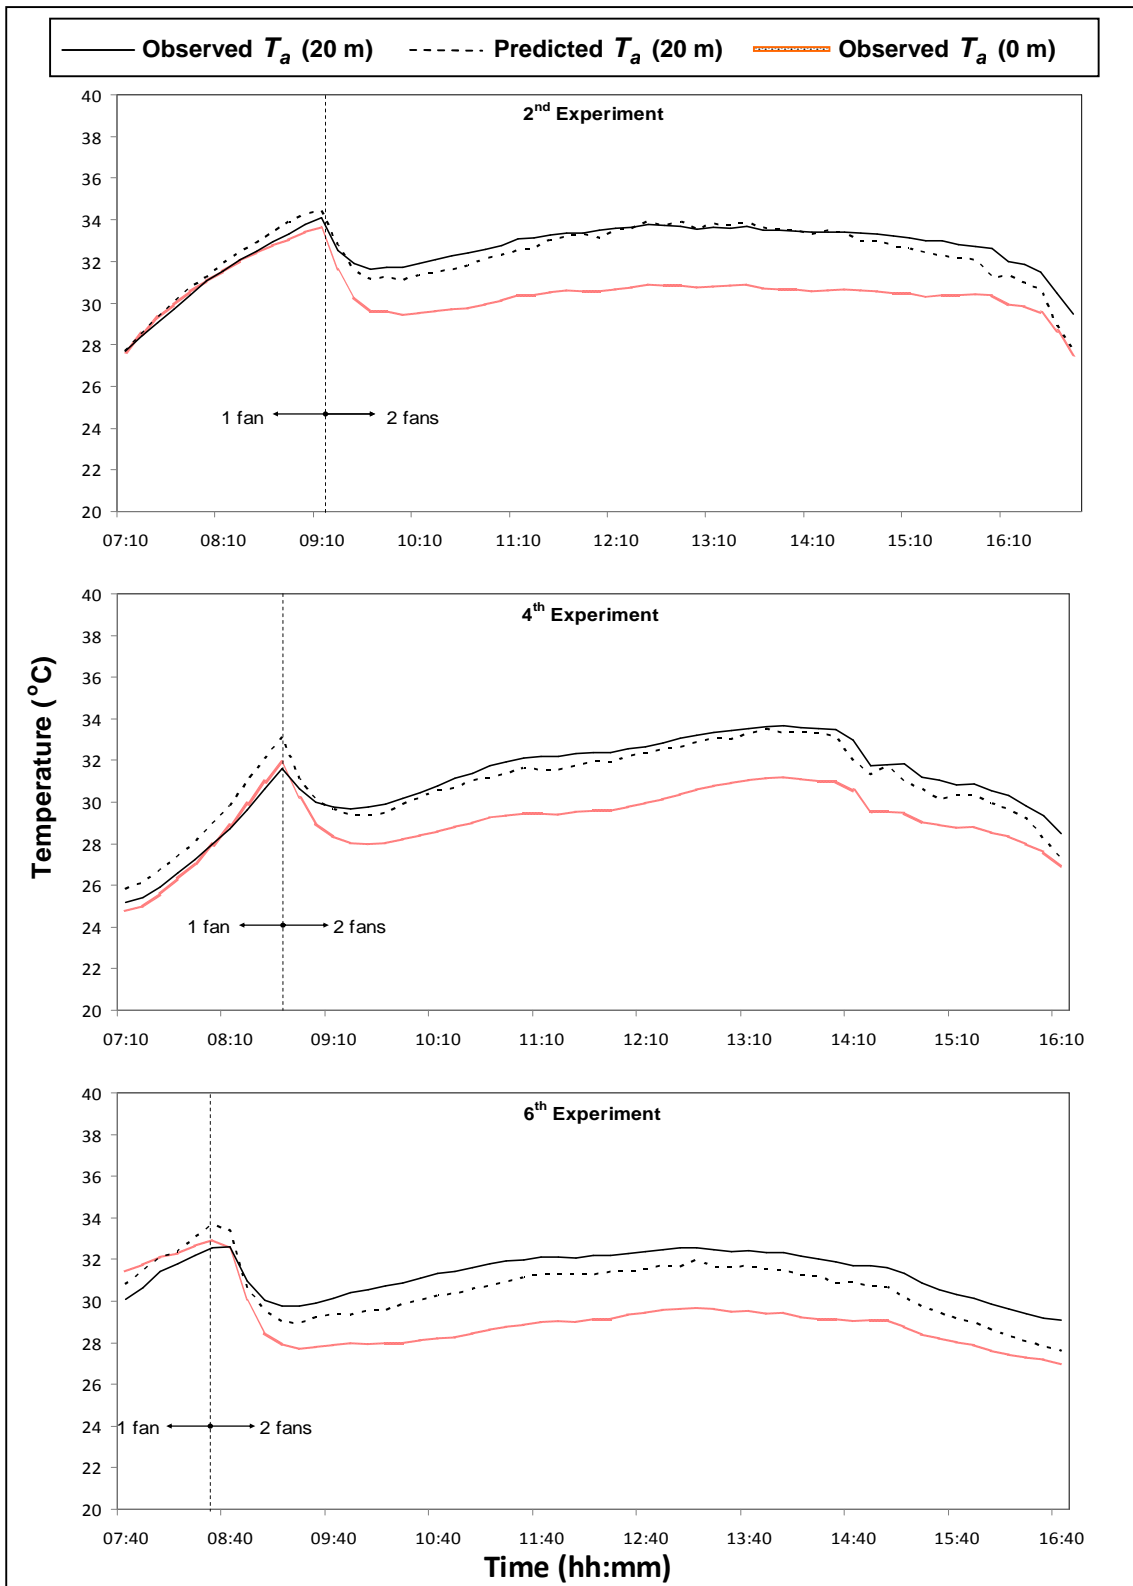 Observed Ta (20 m) Predicted Ta (20 m) Observed Ta (0 m)
2nd Experiment
40
38
36
34
32
30
28
26
24
22
20
1 fan 2 fans
07:10 08:10 09:10 10:10 11:10 12:10 13:10 14:10 15:10 16:10
4th Experiment
40
38
36
34
32
30
28
26
24
22
20
1 fan 2 fans
07:10 08:10 09:10 10:10 11:10 12:10 13:10 14:10 15:10 16:10
Temperature (°C)
6th Experiment
40
38
36
34
32
30
28
26
24
22
20
1 fan 2 fans
07:40 08:40 09:40 10:40 11:40 12:40 13:40 14:40 15:40 16:40
Time (hh:mm)